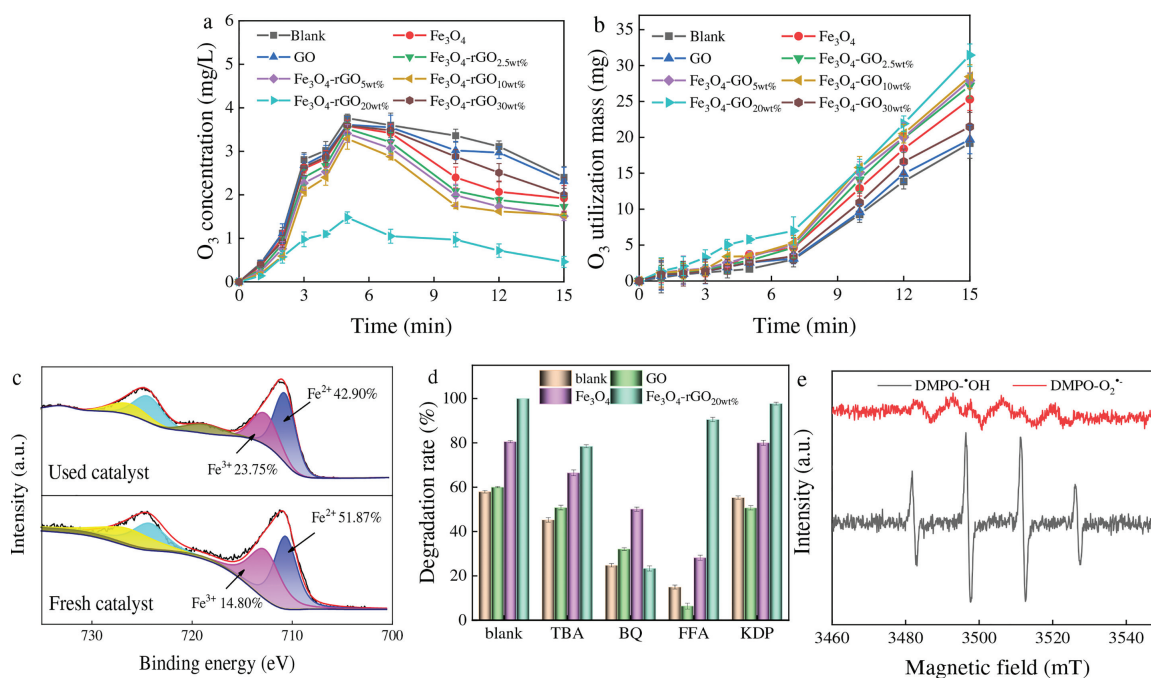 a
O₃ concentration (mg/L)
6
5
4
3
2
1
0
Blank
Fe₃O₄
GO
Fe₃O₄-rGO₂.₅wt%
Fe₃O₄-rGO₅wt%
Fe₃O₄-rGO₁₀wt%
Fe₃O₄-rGO₂₀wt%
Fe₃O₄-rGO₃₀wt%
0 3 6 9 12 15
Time (min)
b
O₃ utilization mass (mg)
35
30
25
20
15
10
5
0
Blank
Fe₃O₄
GO
Fe₃O₄-GO₂.₅wt%
Fe₃O₄-GO₅wt%
Fe₃O₄-GO₁₀wt%
Fe₃O₄-GO₂₀wt%
Fe₃O₄-GO₃₀wt%
0 3 6 9 12 15
Time (min)
c
Intensity (a.u.)
Fe²⁺ 42.90%
Fe³⁺ 23.75%
Used catalyst
Fe²⁺ 51.87%
Fe³⁺ 14.80%
Fresh catalyst
730 720 710 700
Binding energy (eV)
d
Degradation rate (%)
100
80
60
40
20
0
blank
GO
Fe₃O₄
Fe₃O₄-rGO₂₀wt%
blank TBA BQ FFA KDP
e
Intensity (a.u.)
DMPO-•OH
DMPO-O₂•-
3460 3480 3500 3520 3540
Magnetic field (mT)